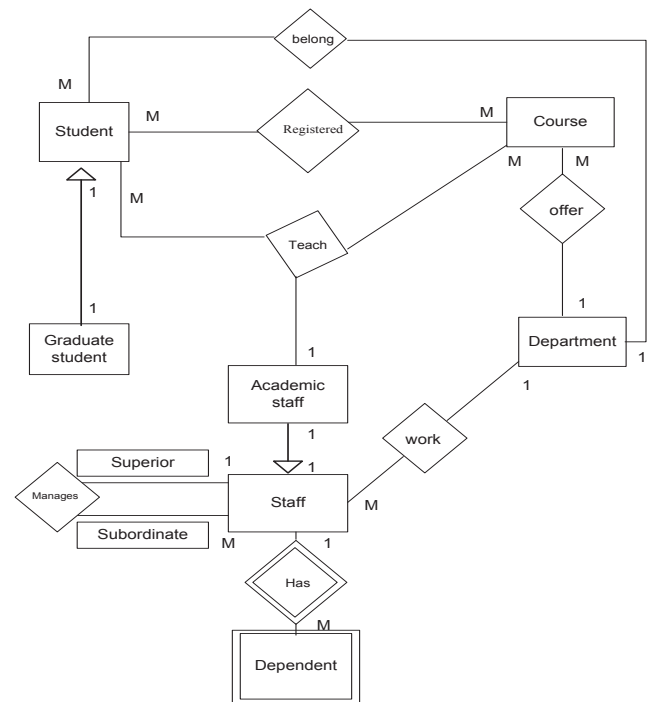 belong
M
M
M
Student
Registered
Course
M
M
M
1
offer
Teach
1
1
Graduate
student
Department
1
1
1
Academic
staff
1
work
Superior
1
1
Manages
Staff
M
Subordinate
M
1
Has
M
Dependent